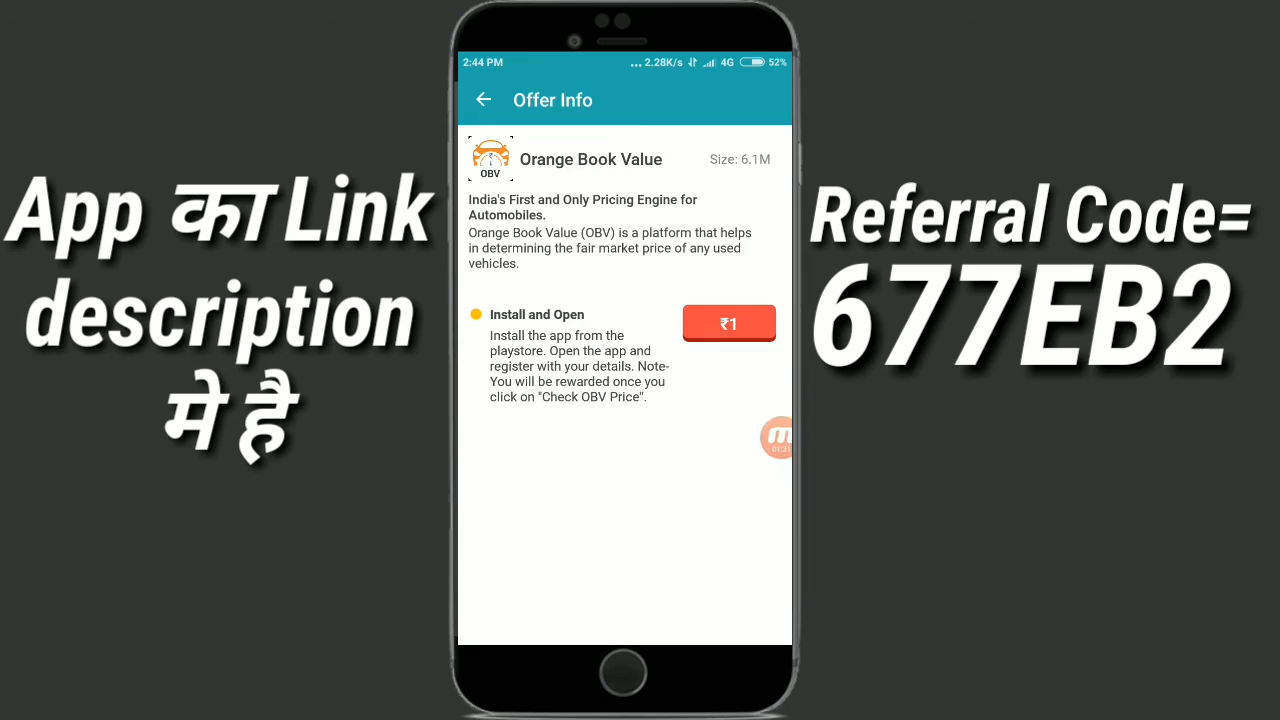 App का Link
description
मे है
2:44 PM
... 2.28K/s 4G 52%
Offer Info
OBV
Orange Book Value
Size: 6.1M
India's First and Only Pricing Engine for
Automobiles.
Orange Book Value (OBV) is a platform that helps
in determining the fair market price of any used
vehicles.
Install and Open
₹1
Install the app from the
playstore. Open the app and
register with your details. Note-
You will be rewarded once you
click on "Check OBV Price".
01:31
Referral Code=
677EB2